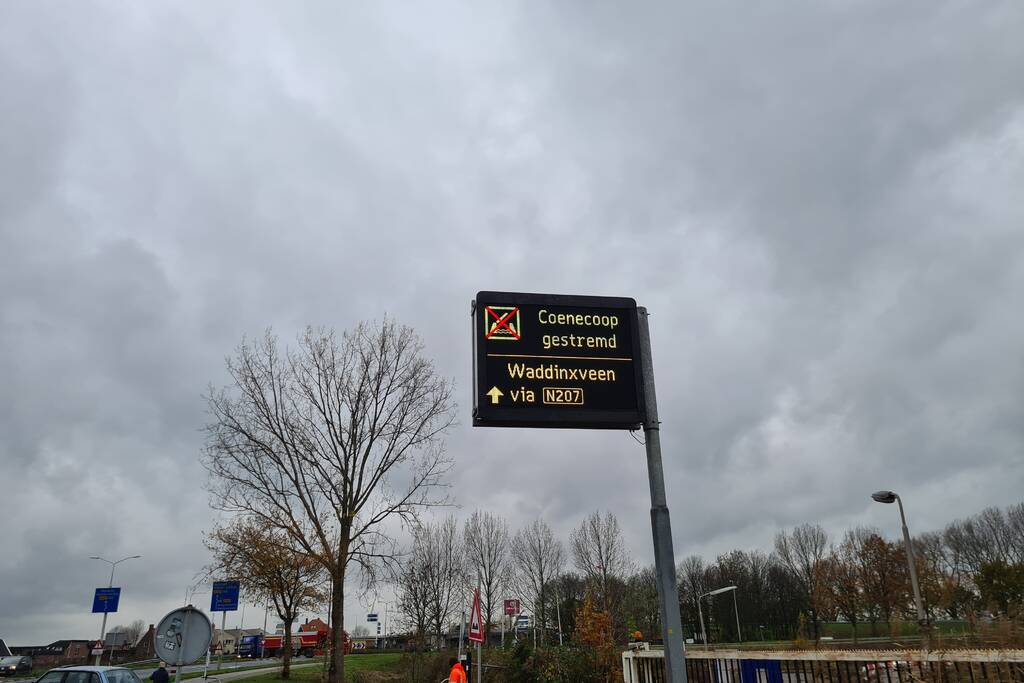 Coenecoop
gestremd
Waddinxveen
via N207